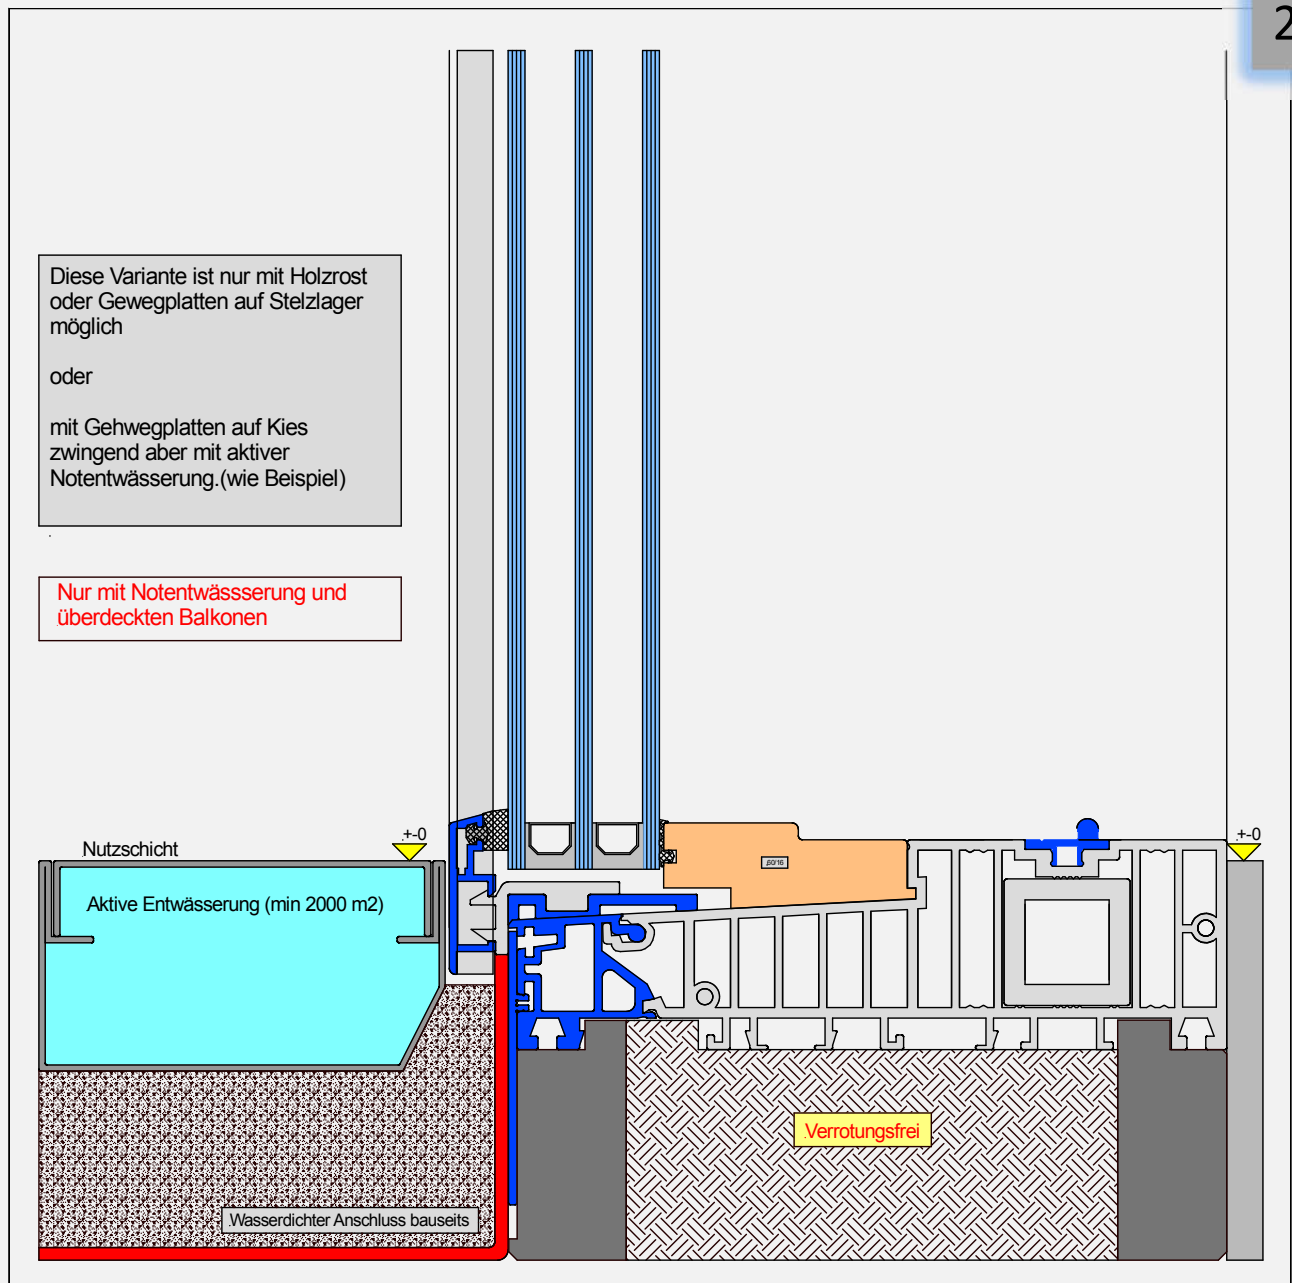 2
Diese Variante ist nur mit Holzrost
oder Gewegplatten auf Stelzlager
möglich
oder
mit Gehwegplatten auf Kies
zwingend aber mit aktiver
Notentwässerung.(wie Beispiel)
Nur mit Notentwässserung und
überdeckten Balkonen
+-0
+-0
Nutzschicht
60/16
Aktive Entwässerung (min 2000 m2)
Verrotungsfrei
Wasserdichter Anschluss bauseits